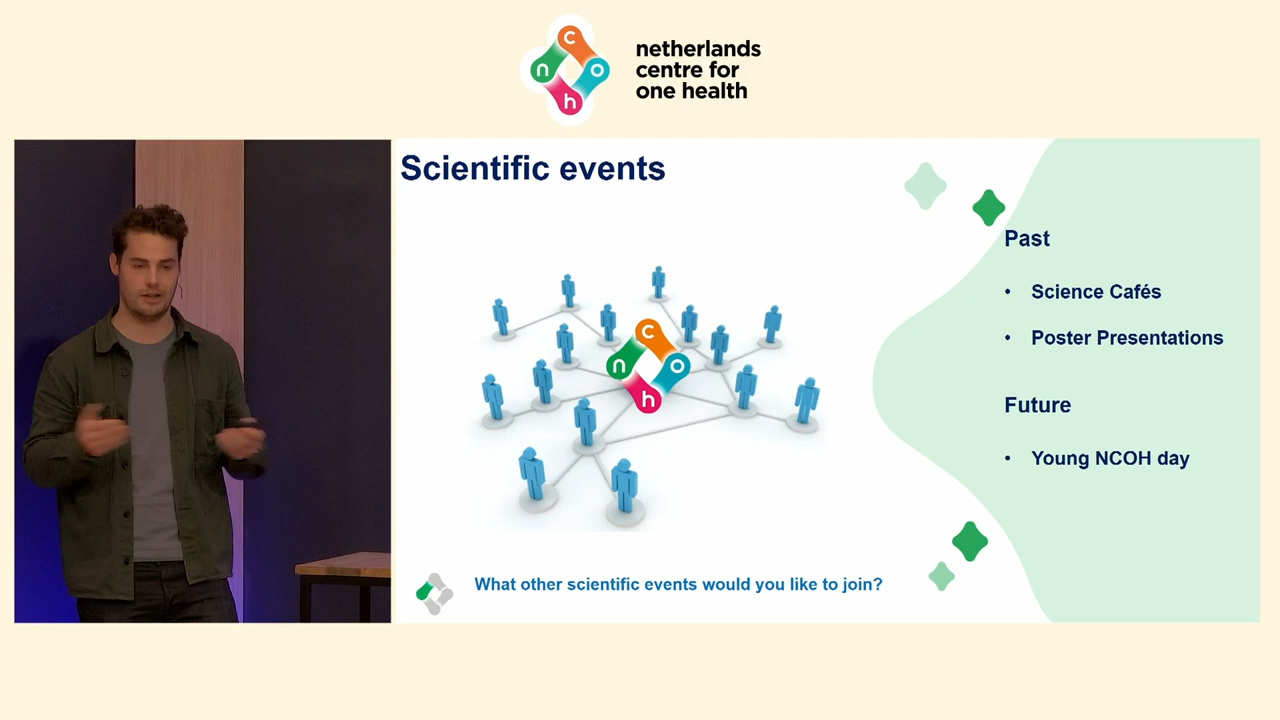 c
n
o
h
netherlands
centre for
one health
Scientific events
c
n
o
h
Past
• Science Cafés
• Poster Presentations
Future
• Young NCOH day
What other scientific events would you like to join?